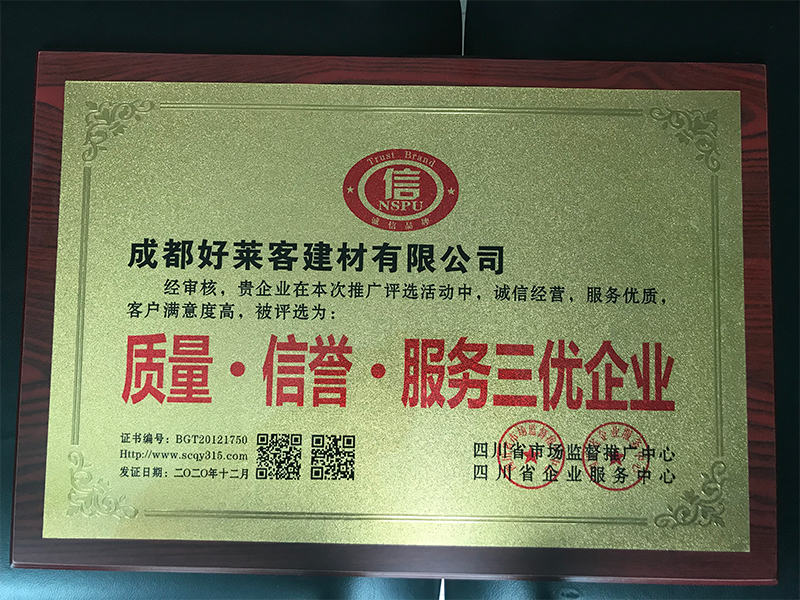 Trust Brand
信
NSPU
诚信品牌
成都好莱客建材有限公司
经审核，贵企业在本次推广评选活动中，诚信经营，服务优质，
客户满意度高，被评选为：
质量·信誉·服务三优企业
证书编号：BGT20121750
Http://www.scqy315.com
发证日期：二〇二〇年十二月
四川省市场监督推广中心
四川省企业服务中心